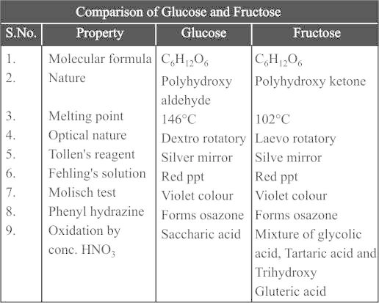 Comparison of Glucose and Fructose
S.No. Property Glucose Fructose
1. Molecular formula C₆H₁₂O₆ C₆H₁₂O₆
2. Nature Polyhydroxy aldehyde Polyhydroxy ketone
3. Melting point 146°C 102°C
4. Optical nature Dextro rotatory Laevo rotatory
5. Tollen's reagent Silver mirror Silve mirror
6. Fehling's solution Red ppt Red ppt
7. Molisch test Violet colour Violet colour
8. Phenyl hydrazine Forms osazone Forms osazone
9. Oxidation by Saccharic acid Mixture of glycolic
conc. HNO₃ acid, Tartaric acid and
Trihydroxy
Gluteric acid